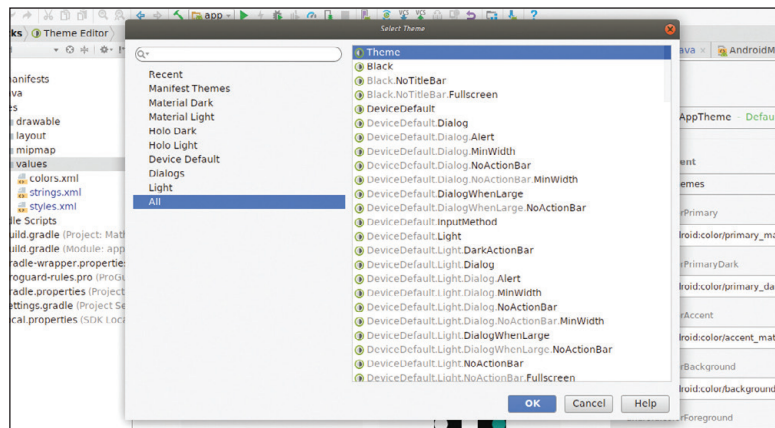 app
Select Theme
ks) Theme Editor
Recent
Manifest Themes
Material Dark
Material Light
Holo Dark
Holo Light
Device Default
Dialogs
Light
All
Theme
Black
Black.NoTitleBar
Black.NoTitleBar.Fullscreen
DeviceDefault
DeviceDefault.Dialog
DeviceDefault.Dialog.Alert
DeviceDefault.Dialog.MinWidth
DeviceDefault.Dialog.NoActionBar
DeviceDefault.Dialog.NoActionBar.MinWidth
DeviceDefault.DialogWhenLarge
DeviceDefault.DialogWhenLarge.NoActionBar
DeviceDefault.InputMethod
DeviceDefault.Light
DeviceDefault.Light.DarkActionBar
DeviceDefault.Light.Dialog
DeviceDefault.Light.Dialog.Alert
DeviceDefault.Light.Dialog.MinWidth
DeviceDefault.Light.Dialog.NoActionBar
DeviceDefault.Light.Dialog.NoActionBar.MinWidth
DeviceDefault.Light.DialogWhenLarge
DeviceDefault.Light.DialogWhenLarge.NoActionBar
DeviceDefault.Light.NoActionBar
DeviceDefault.Light.NoActionBar.Fullscreen
OK Cancel Help
anifests
va
es
drawable
layout
mipmap
values
colors.xml
strings.xml
styles.xml
dle Scripts
uild.gradle (Project: Mat
uild.gradle (Module: app
radle-wrapper.propertie
roguard-rules.pro (ProG
radle.properties (Project
ettings.gradle (Project Se
cal.properties (SDK Loca
ava AndroidM
AppTheme - Defau
ent
emes
rPrimary
lroid:color/primary_ma
rPrimaryDark
lroid:color/primary_da
rAccent
lroid:color/accent_mat
rBackground
lroid:color/background
rForeground